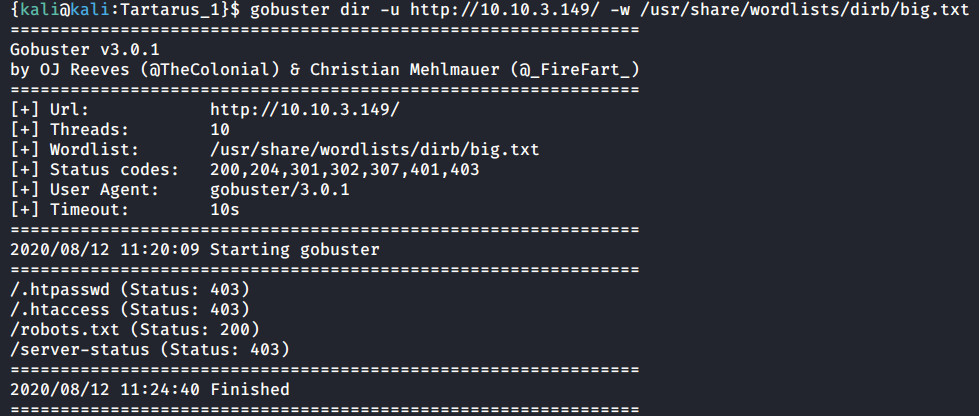 {kali@kali:Tartarus_1}$ gobuster dir -u http://10.10.3.149/ -w /usr/share/wordlists/dirb/big.txt
===============================================================
Gobuster v3.0.1
by OJ Reeves (@TheColonial) & Christian Mehlmauer (@_FireFart_)
===============================================================
[+] Url:            http://10.10.3.149/
[+] Threads:        10
[+] Wordlist:       /usr/share/wordlists/dirb/big.txt
[+] Status codes:   200,204,301,302,307,401,403
[+] User Agent:     gobuster/3.0.1
[+] Timeout:        10s
===============================================================
2020/08/12 11:20:09 Starting gobuster
===============================================================
/.htpasswd (Status: 403)
/.htaccess (Status: 403)
/robots.txt (Status: 200)
/server-status (Status: 403)
===============================================================
2020/08/12 11:24:40 Finished
===============================================================